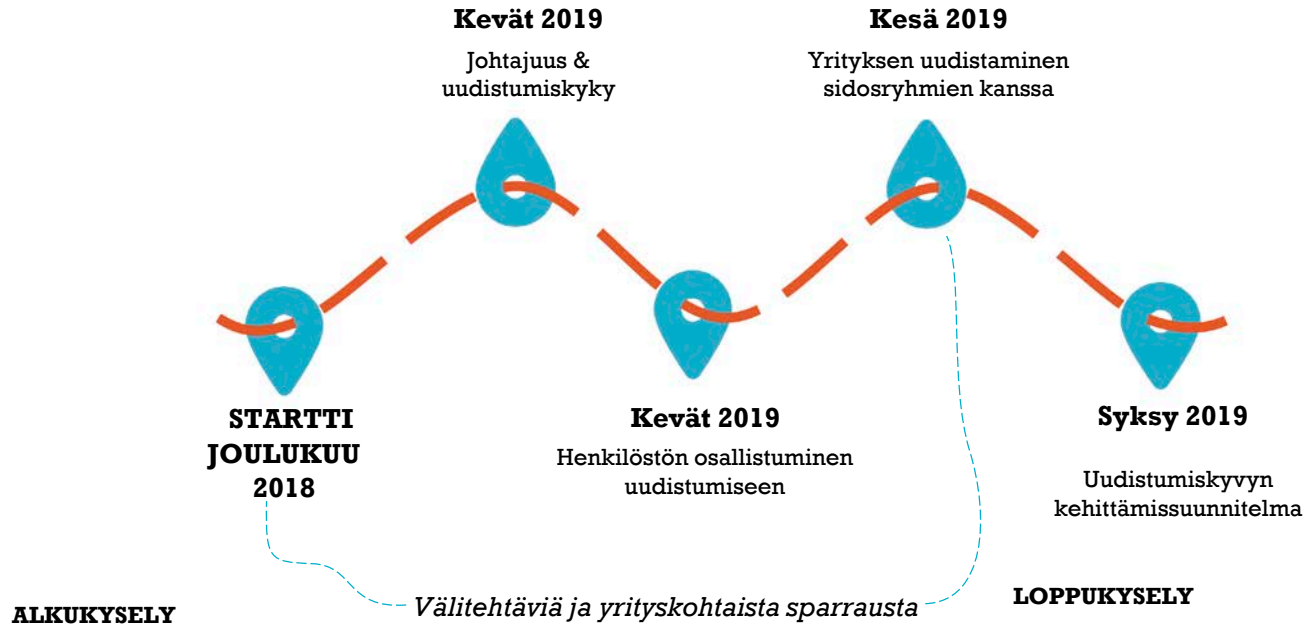 Kevät 2019
Johtajuus &
uudistumiskyky
Kesä 2019
Yrityksen uudistaminen
sidosryhmien kanssa
STARTTI
JOULUKUU
2018
Kevät 2019
Henkilöstön osallistuminen
uudistumiseen
Syksy 2019
Uudistumiskyvyn
kehittämissuunnitelma
ALKUKYSELY
Välitehtäviä ja yrityskohtaista sparrausta
LOPPUKYSELY